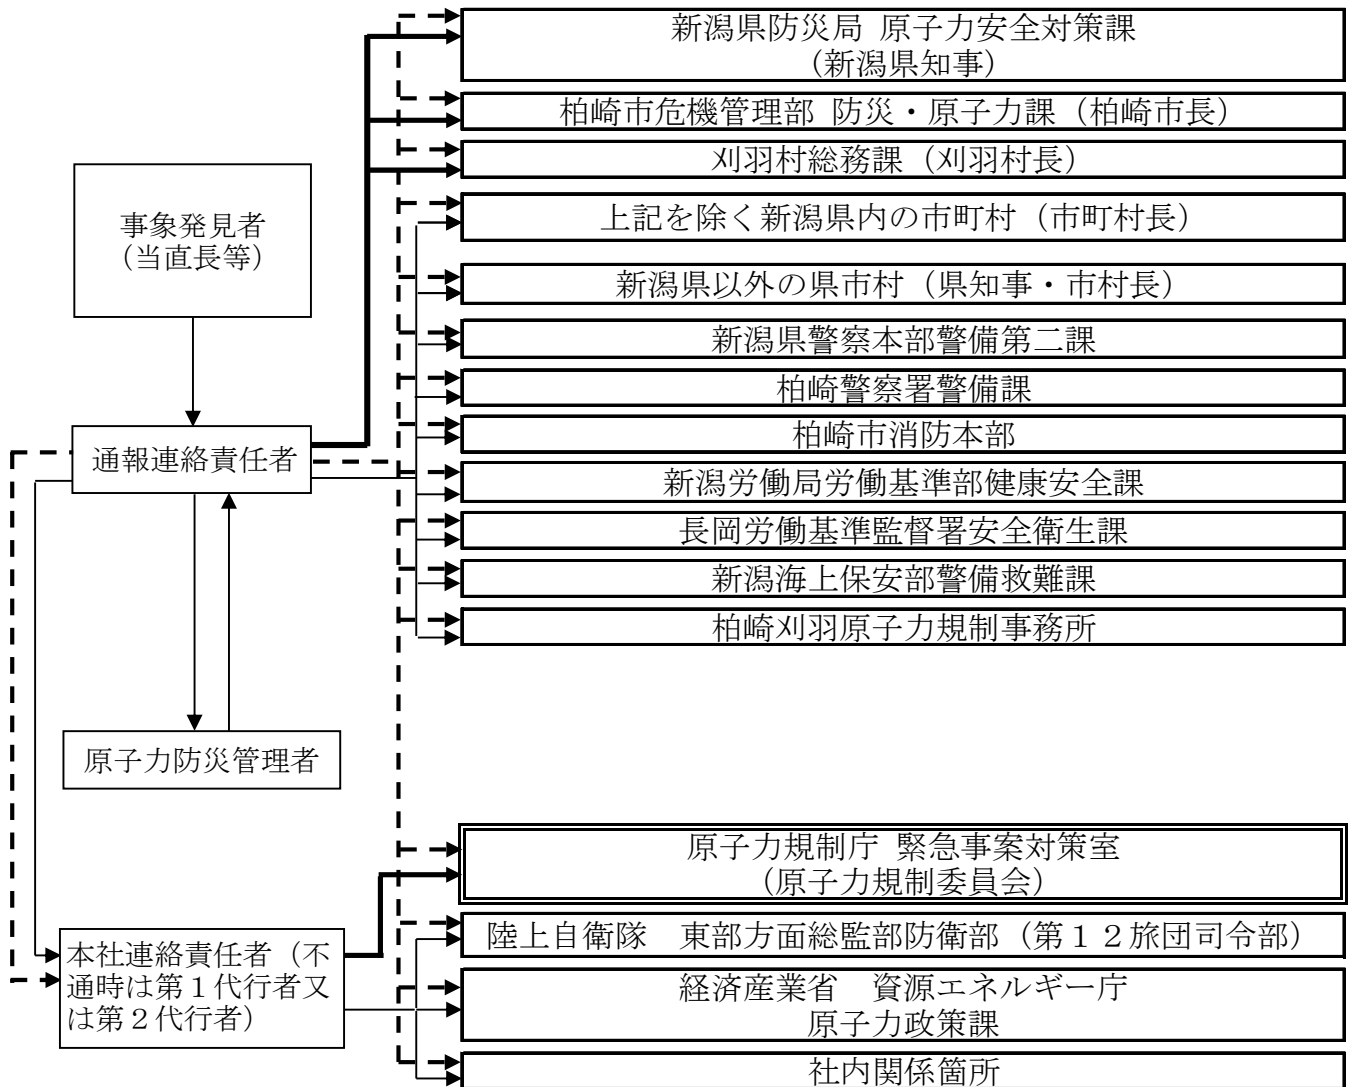 新潟県防災局 原子力安全対策課
（新潟県知事）
柏崎市危機管理部 防災・原子力課（柏崎市長）
刈羽村総務課（刈羽村長）
上記を除く新潟県内の市町村（市町村長）
新潟県以外の県市村（県知事・市村長）
新潟県警察本部警備第二課
柏崎警察署警備課
柏崎市消防本部
新潟労働局労働基準部健康安全課
長岡労働基準監督署安全衛生課
新潟海上保安部警備救難課
柏崎刈羽原子力規制事務所
事象発見者
（当直長等）
通報連絡責任者
原子力防災管理者
原子力規制庁 緊急事案対策室
（原子力規制委員会）
陸上自衛隊　東部方面総監部防衛部（第１２旅団司令部）
経済産業省　資源エネルギー庁
原子力政策課
社内関係箇所
本社連絡責任者（不
通時は第１代行者又
は第２代行者）